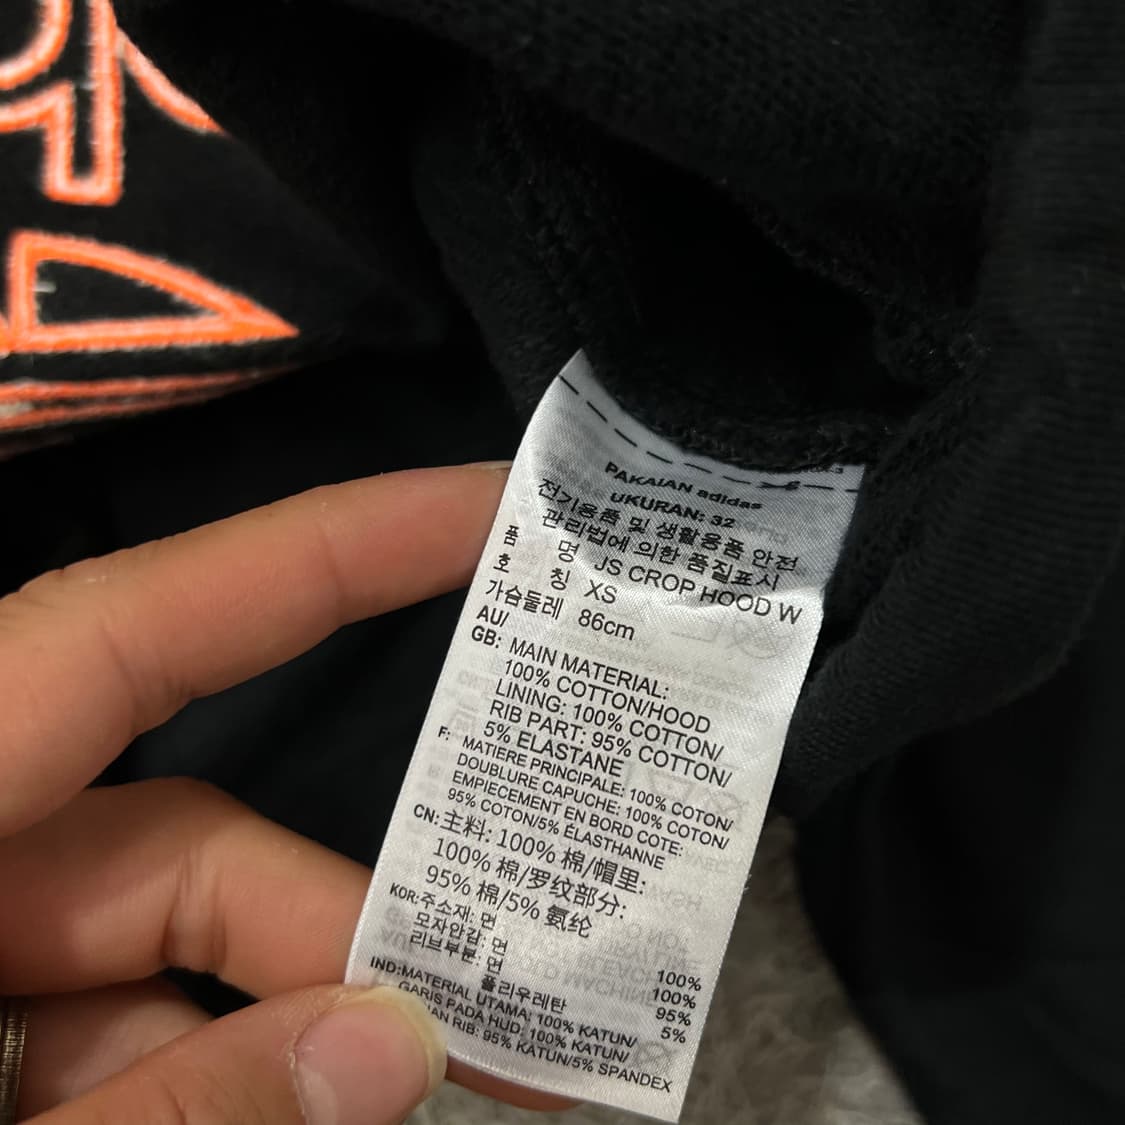 PAKAIAN adidas
UKURAN: 32
전기용품 및 생활용품 안전
관리법에 의한 품질표시
품 명 JS CROP HOOD W
호 칭 XS
가슴둘레 86cm
AU/
GB: MAIN MATERIAL:
100% COTTON/HOOD
LINING: 100% COTTON/
RIB PART: 95% COTTON/
5% ELASTANE
F: MATIÈRE PRINCIPALE: 100% COTON/
DOUBLURE CAPUCHE: 100% COTON/
EMPIECEMENT EN BORD COTE:
95% COTON/5% ÉLASTHANNE
CN: 主料: 100% 棉/帽里:
100% 棉/罗纹部分:
95% 棉/5% 氨纶
KOR: 주소재: 면 100%
모자안감: 면 100%
리브부분: 면 95%
폴리우레탄 5%
IND: MATERIAL UTAMA: 100% KATUN/
GARIS PADA HUD: 100% KATUN/
RIB: 95% KATUN/5% SPANDEX